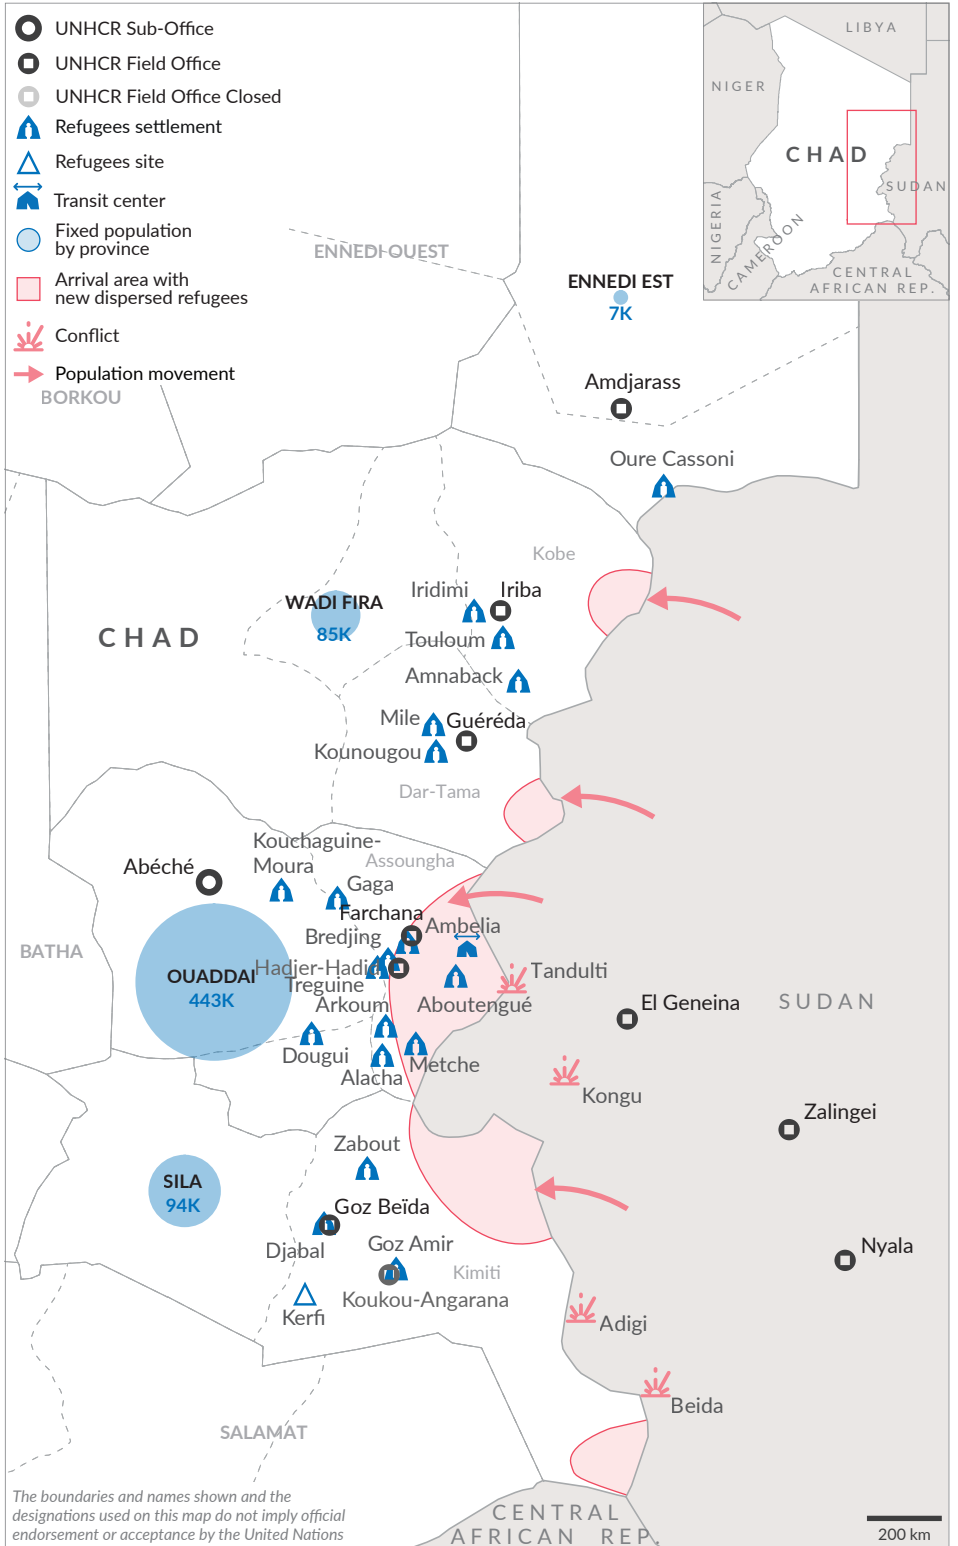 UNHCR Sub-Office
UNHCR Field Office
UNHCR Field Office Closed
Refugees settlement
Refugees site
Transit center
Fixed population
by province
Arrival area with
new dispersed refugees
Conflict
Population movement
LIBYA
NIGER
CHAD
SUDAN
NIGERIA
CAMEROON
CENTRAL
AFRICAN REP.
ENNEDI OUEST
ENNEDI EST
7K
BORKOU
Amdjarass
Oure Cassoni
Kobe
Iridimi
Iriba
WADI FIRA
85K
CHAD
Touloum
Amnaback
Mile
Guéréda
Kounougou
Dar-Tama
Kouchaguine-
Moura
Assoungha
Abéché
Gaga
Farchana
Ambelia
Bredjing
BATHA
OUADDAI
443K
Hadjer-Hadid
Treguine
Tandulti
Arkoum
Aboutengué
El Geneina
SUDAN
Dougui
Metche
Alacha
Kongu
Zalingei
Zabout
SILA
94K
Goz Beïda
Djabal
Goz Amir
Nyala
Kimiti
Koukou-Angarana
Kerfi
Adigi
Beida
SALAMAT
The boundaries and names shown and the
designations used on this map do not imply official
endorsement or acceptance by the United Nations
CENTRAL
AFRICAN REP.
200 km